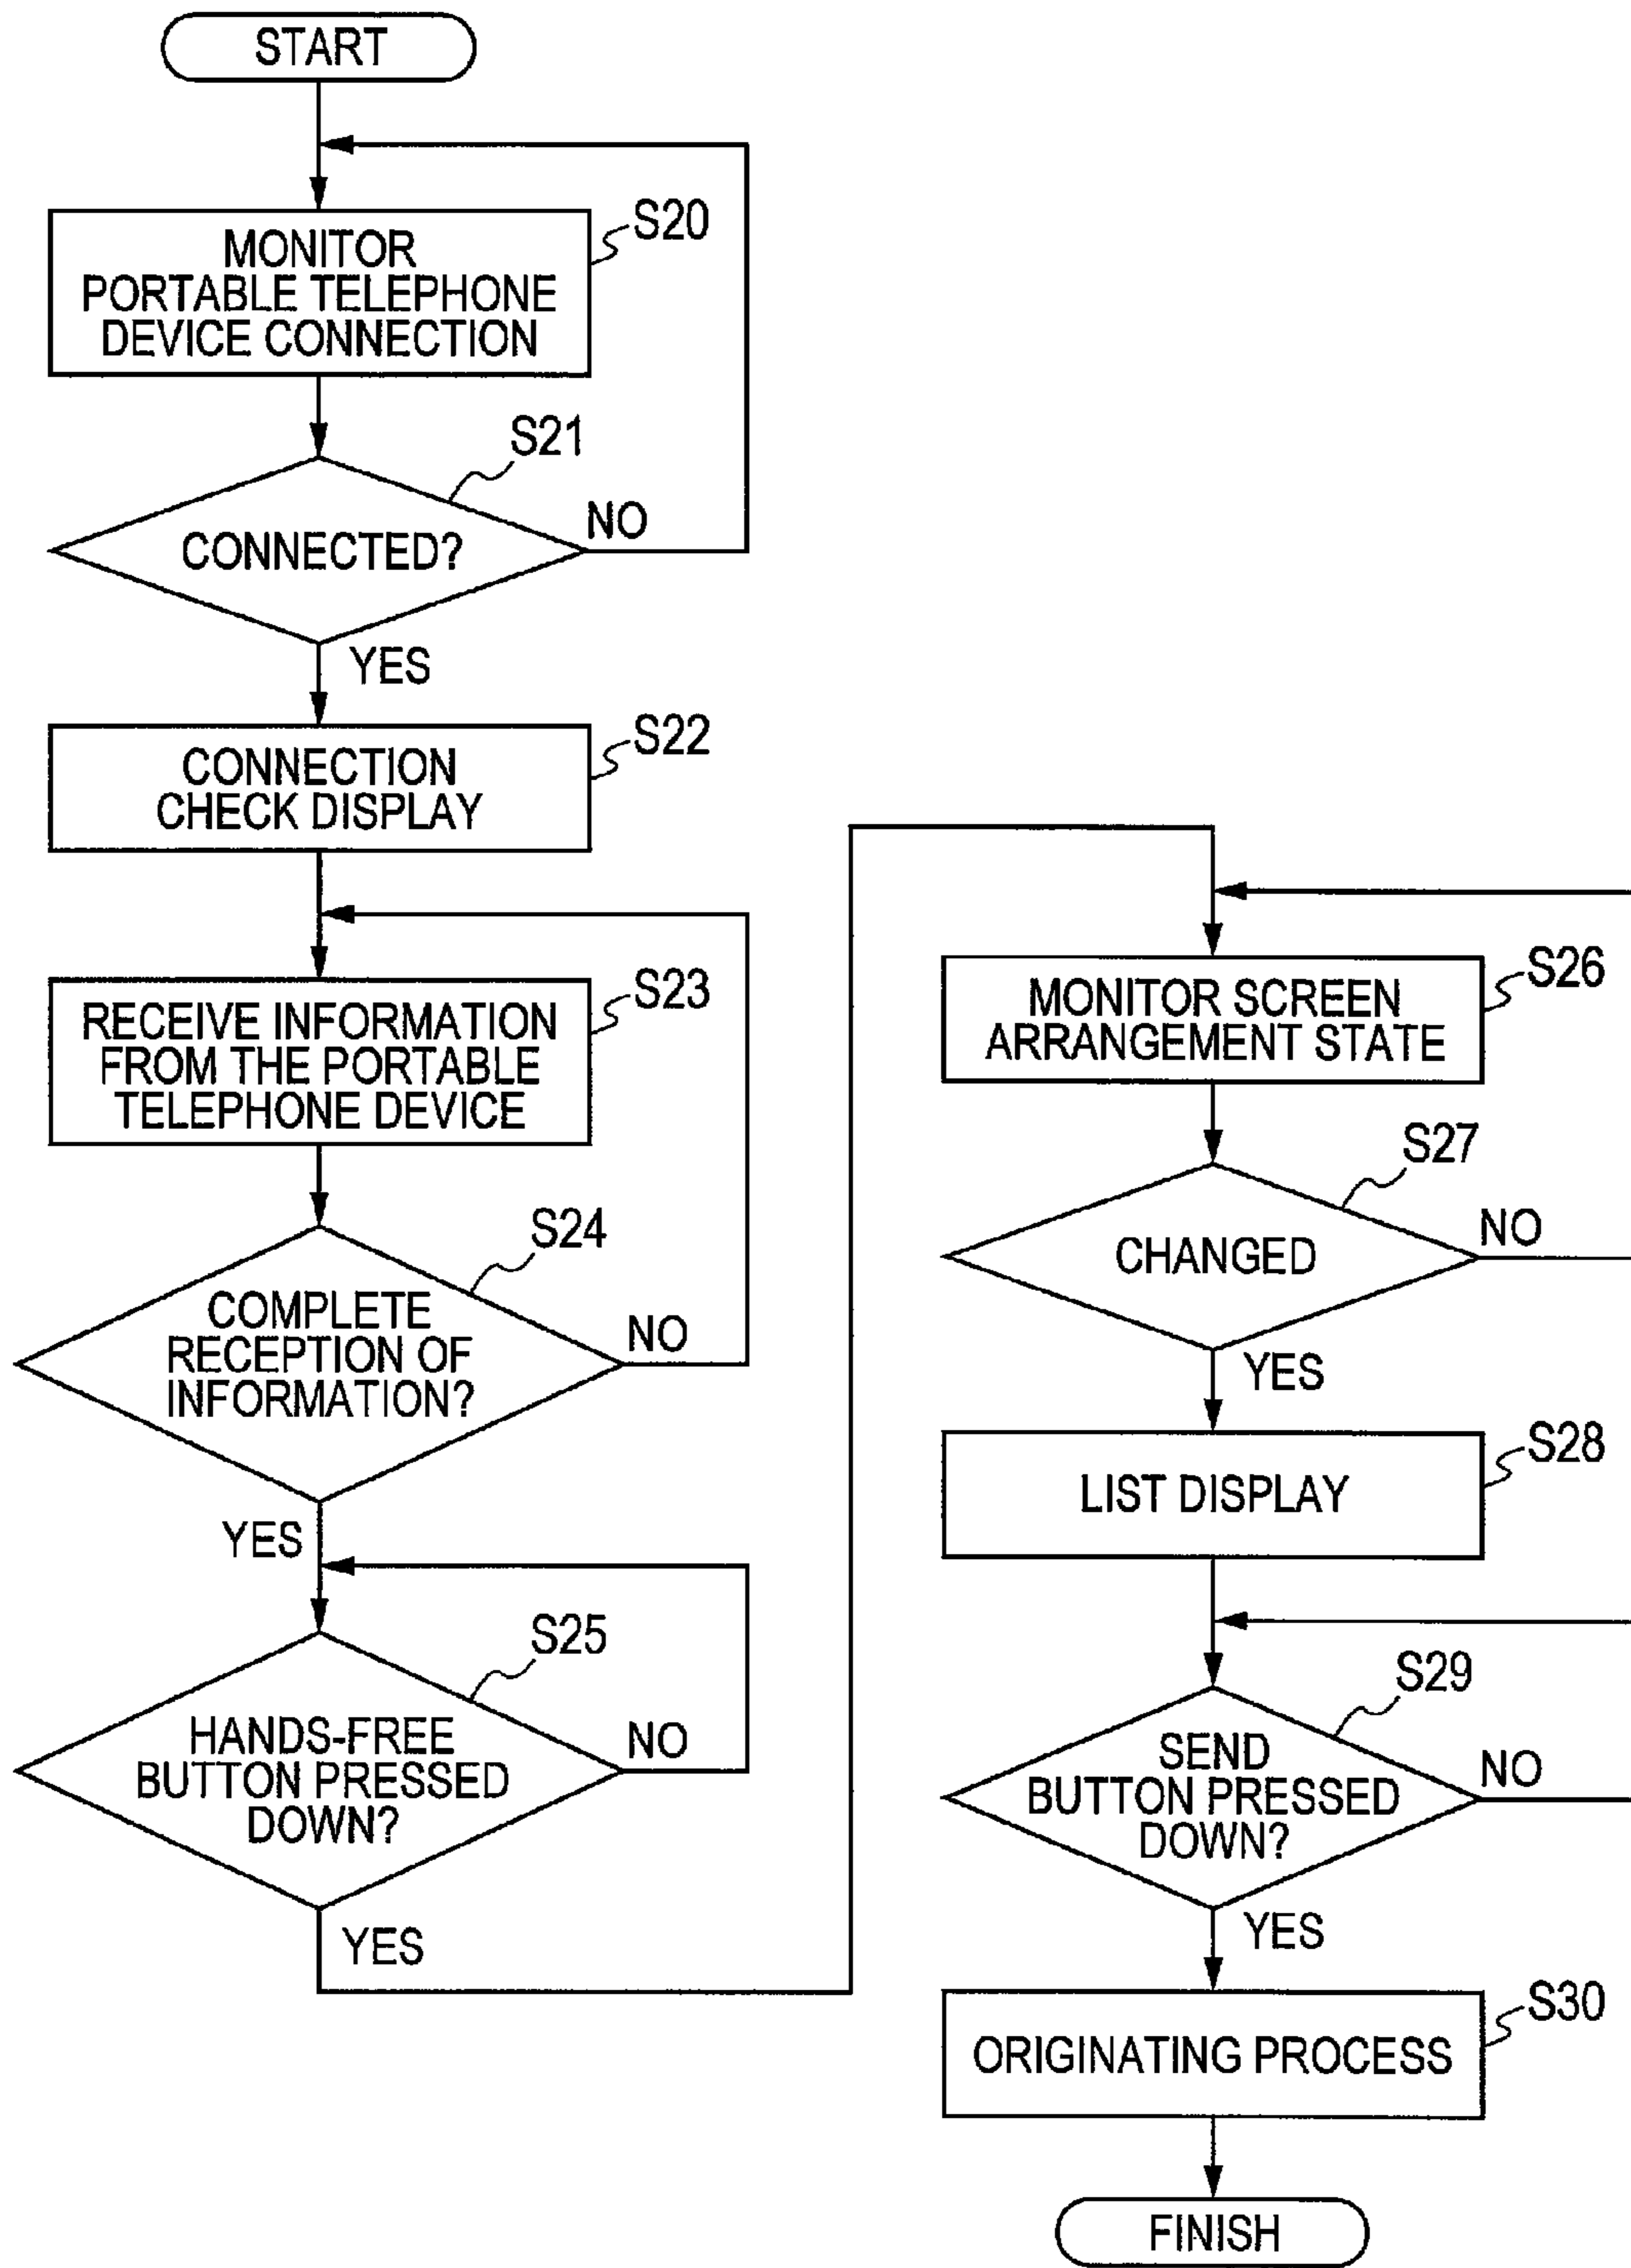 START
S20
MONITOR
PORTABLE TELEPHONE
DEVICE CONNECTION
S21
CONNECTED?
NO
YES
S22
CONNECTION
CHECK DISPLAY
S23
RECEIVE INFORMATION
FROM THE PORTABLE
TELEPHONE DEVICE
S24
COMPLETE
RECEPTION OF
INFORMATION?
NO
YES
S25
HANDS-FREE
BUTTON PRESSED
DOWN?
NO
YES
S26
MONITOR SCREEN
ARRANGEMENT STATE
S27
CHANGED
NO
YES
S28
LIST DISPLAY
S29
SEND
BUTTON PRESSED
DOWN?
NO
YES
S30
ORIGINATING PROCESS
FINISH